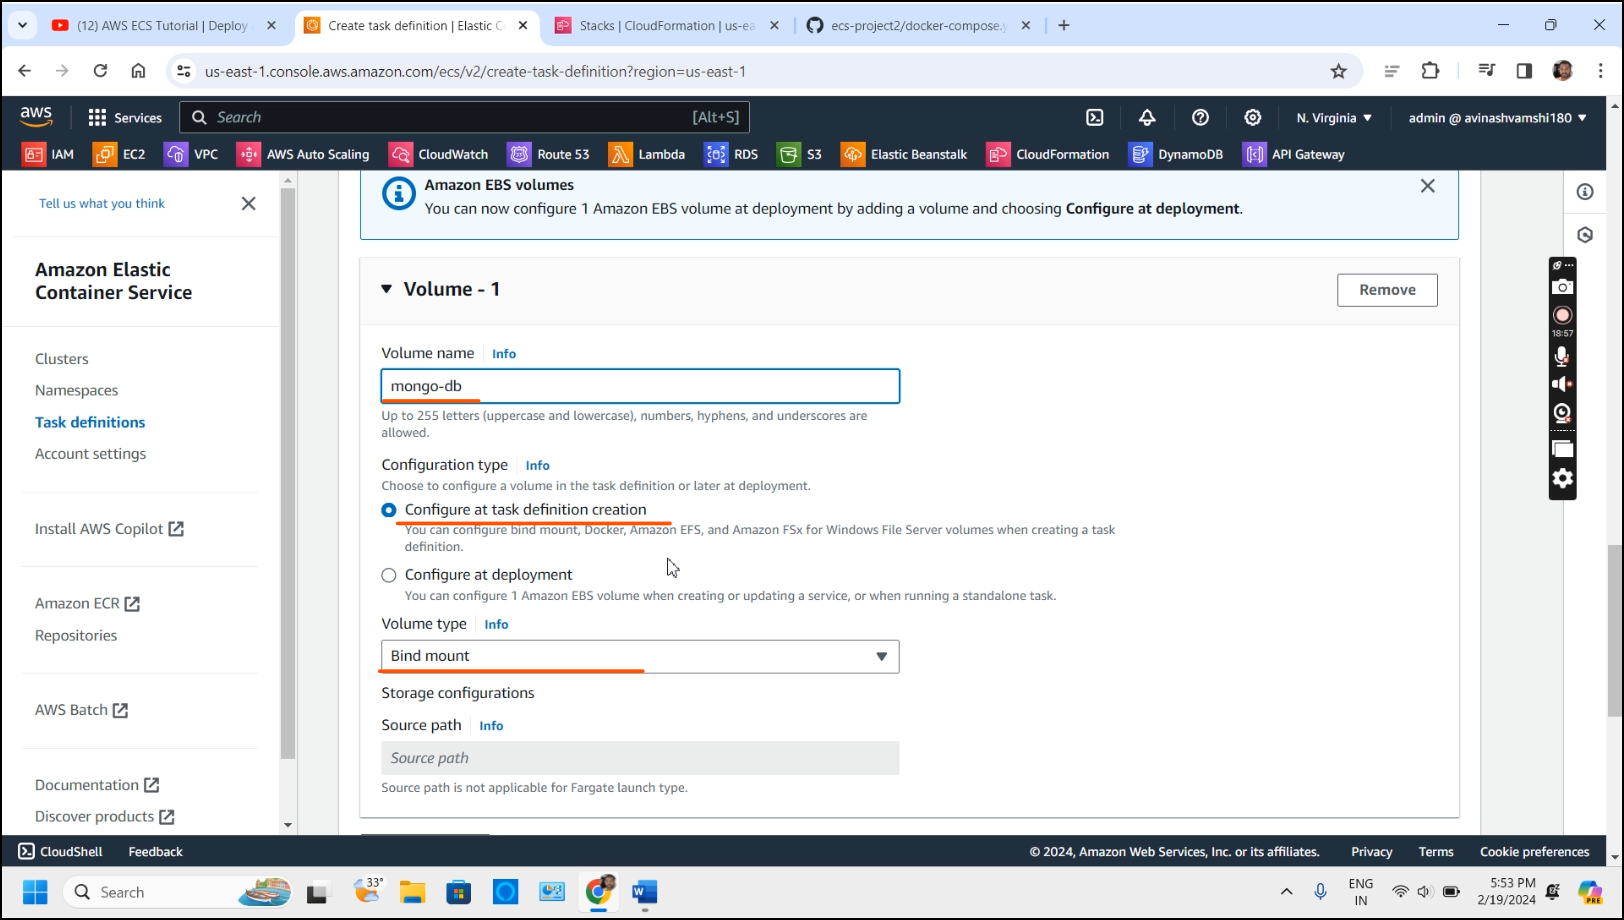 (12) AWS ECS Tutorial | Deploy
Create task definition | Elastic C
Stacks | CloudFormation | us-ea
ecs-project2/docker-compose.y
us-east-1.console.aws.amazon.com/ecs/v2/create-task-definition?region=us-east-1
aws
Services
Search
[Alt+S]
N. Virginia
admin @ avinashvamshi180
IAM
EC2
VPC
AWS Auto Scaling
CloudWatch
Route 53
Lambda
RDS
S3
Elastic Beanstalk
CloudFormation
DynamoDB
API Gateway
Tell us what you think
Amazon Elastic
Container Service
Clusters
Namespaces
Task definitions
Account settings
Install AWS Copilot
Amazon ECR
Repositories
AWS Batch
Documentation
Discover products
Amazon EBS volumes
You can now configure 1 Amazon EBS volume at deployment by adding a volume and choosing Configure at deployment.
Volume - 1
Remove
Volume name
Info
mongo-db
Up to 255 letters (uppercase and lowercase), numbers, hyphens, and underscores are
allowed.
Configuration type
Info
Choose to configure a volume in the task definition or later at deployment.
Configure at task definition creation
You can configure bind mount, Docker, Amazon EFS, and Amazon FSx for Windows File Server volumes when creating a task
definition.
Configure at deployment
You can configure 1 Amazon EBS volume when creating or updating a service, or when running a standalone task.
Volume type
Info
Bind mount
Storage configurations
Source path
Info
Source path
Source path is not applicable for Fargate launch type.
18:57
CloudShell
Feedback
© 2024, Amazon Web Services, Inc. or its affiliates.
Privacy
Terms
Cookie preferences
Search
33°
ENG
IN
5:53 PM
2/19/2024
PRE